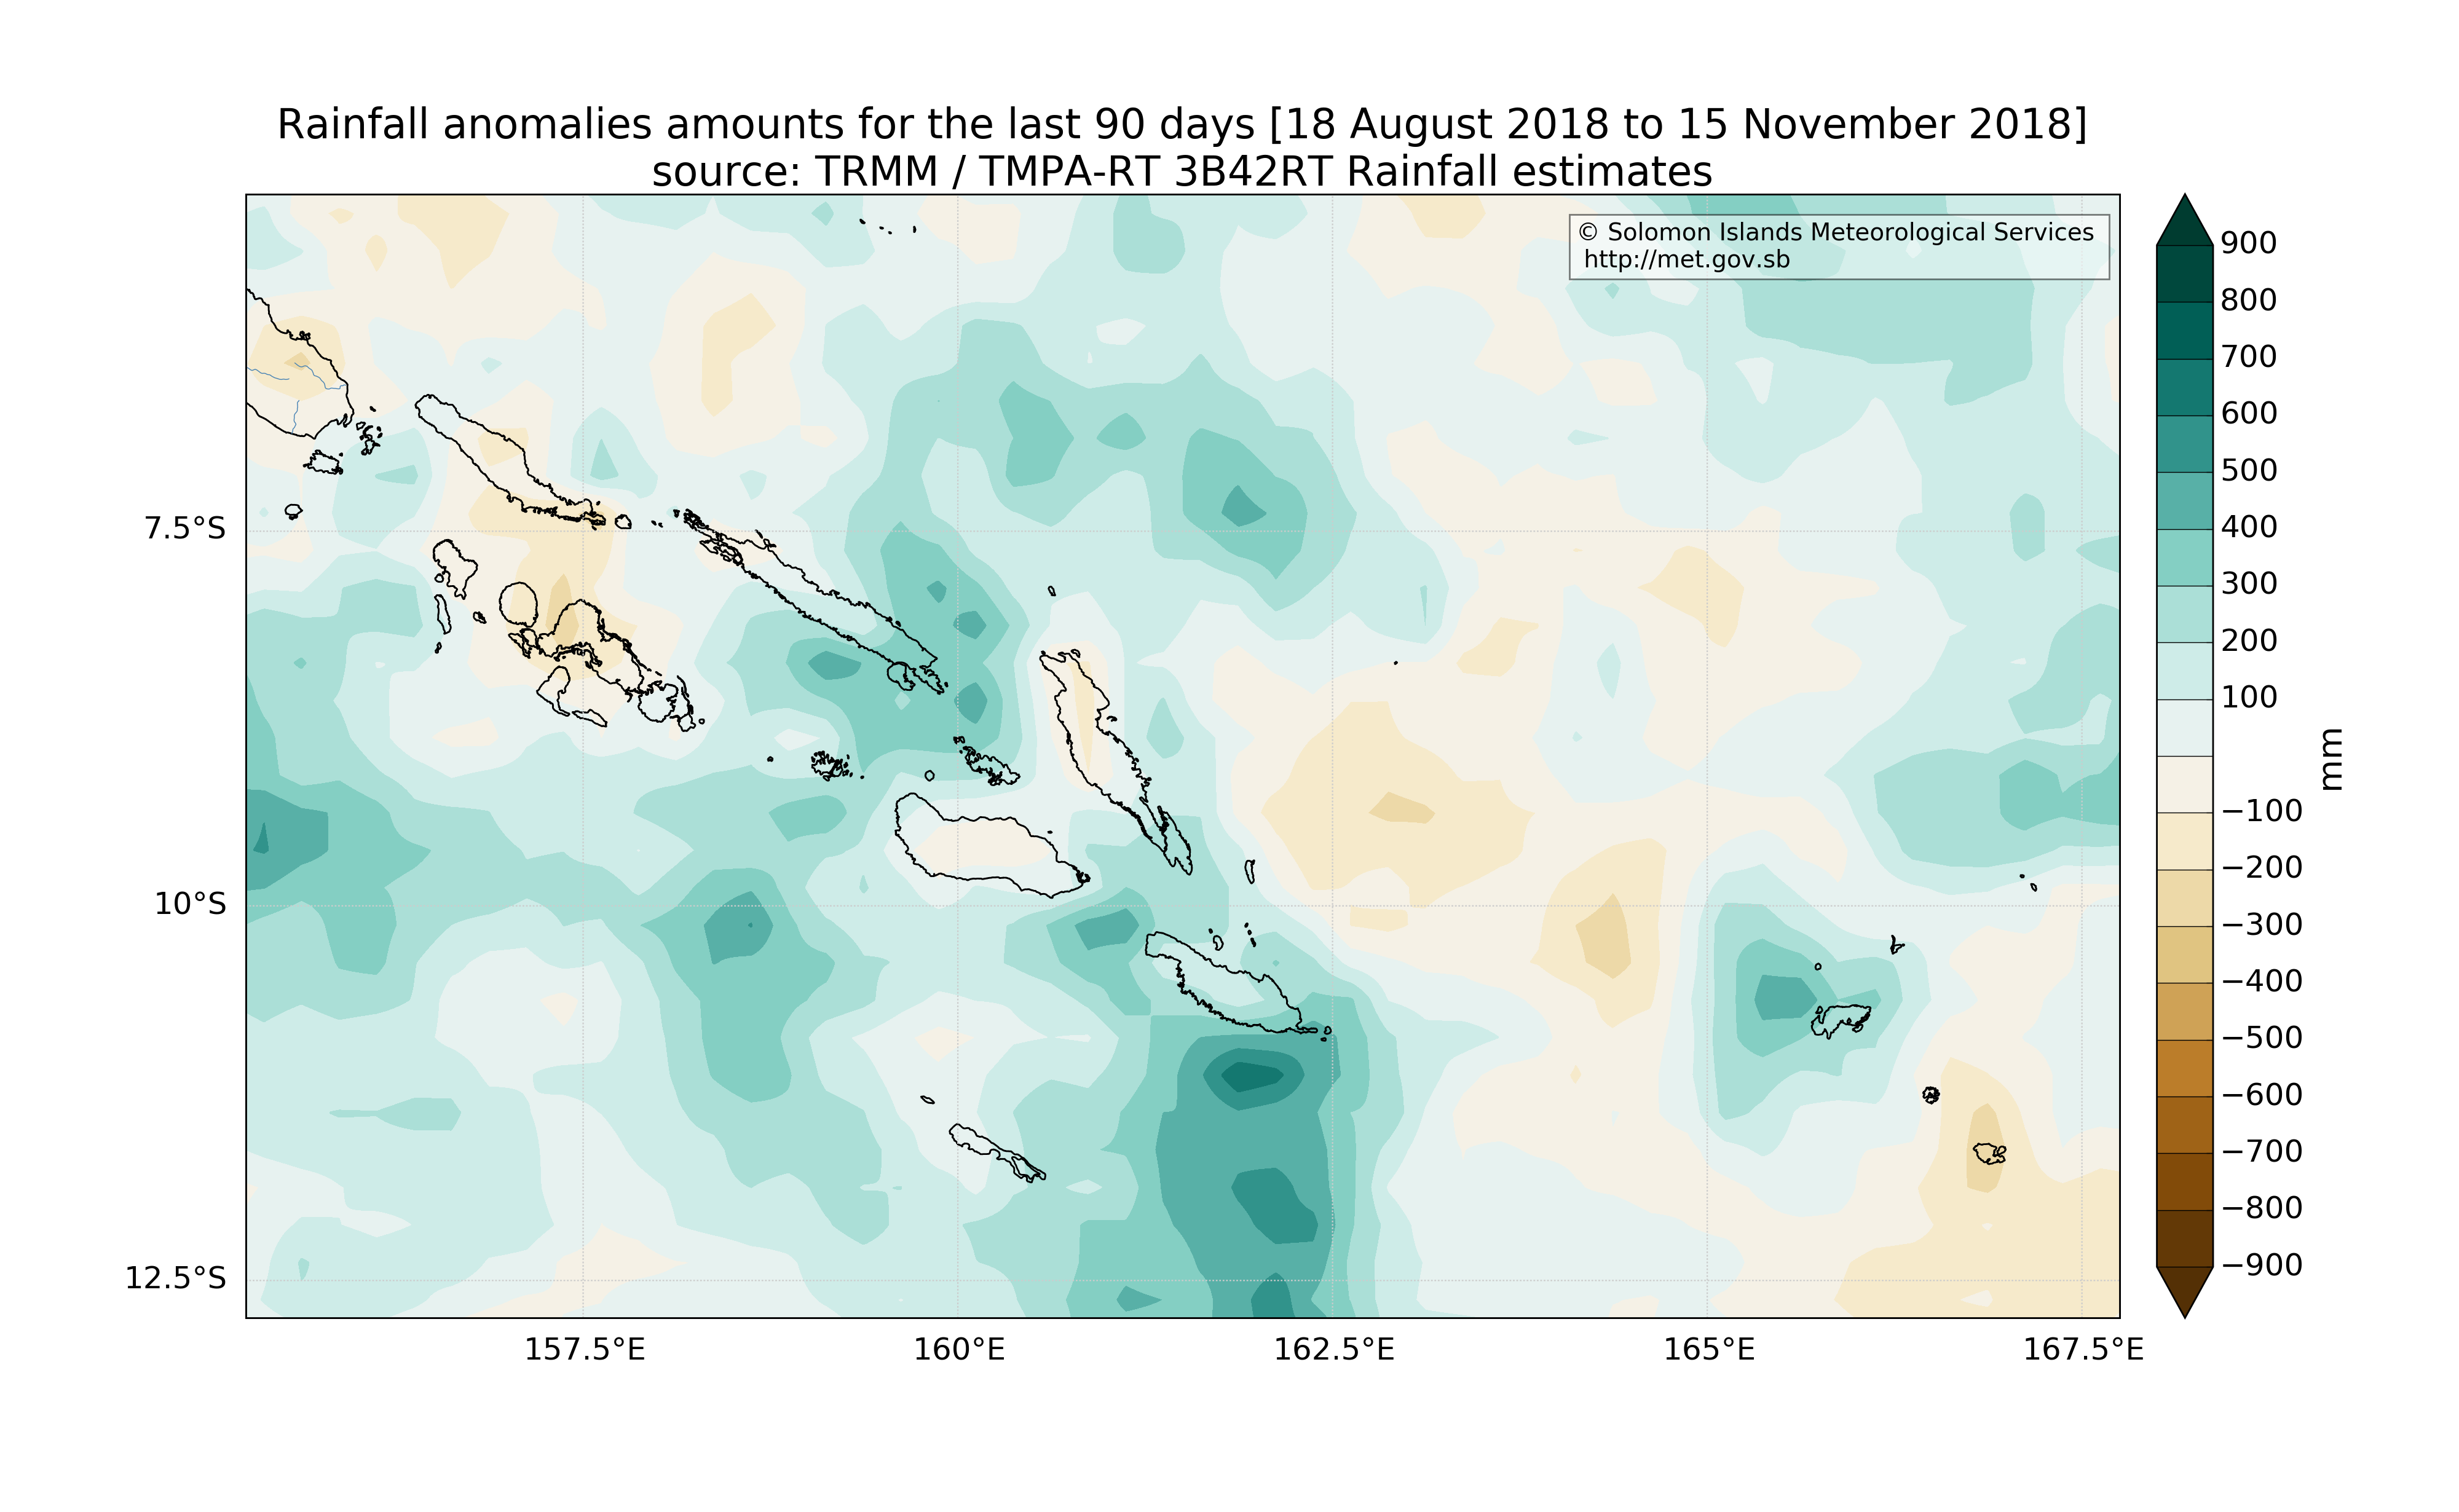 Rainfall anomalies amounts for the last 90 days [18 August 2018 to 15 November 2018]
source: TRMM / TMPA-RT 3B42RT Rainfall estimates
© Solomon Islands Meteorological Services
http://met.gov.sb
7.5°S
10°S
12.5°S
157.5°E
160°E
162.5°E
165°E
167.5°E
900
800
700
600
500
400
300
200
100
−100
−200
−300
−400
−500
−600
−700
−800
−900
mm